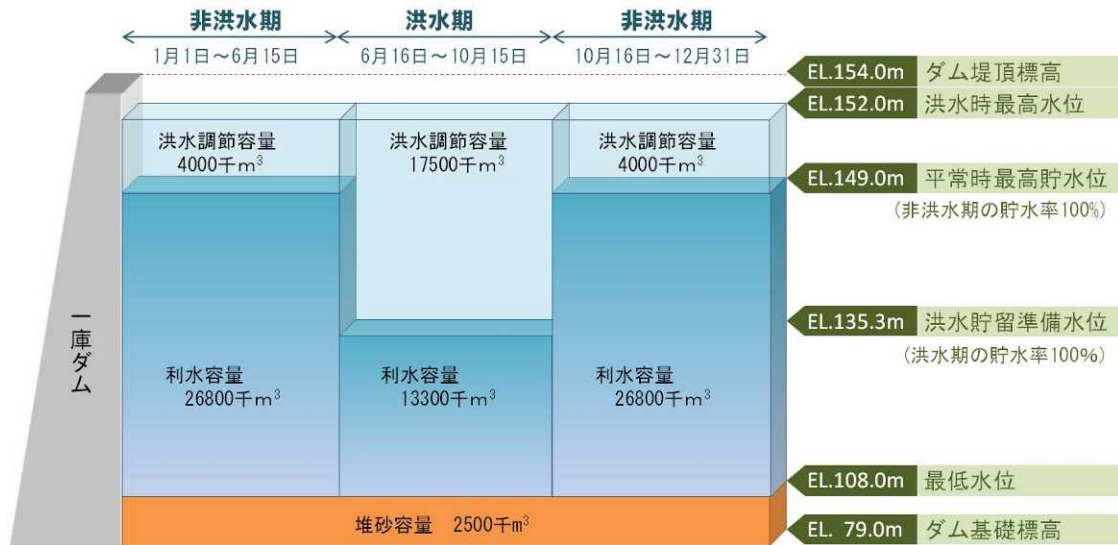 非洪水期
1月1日～6月15日
洪水期
6月16日～10月15日
非洪水期
10月16日～12月31日
EL.154.0m ダム堤頂標高
EL.152.0m 洪水時最高水位
洪水調節容量
4000千m³
洪水調節容量
17500千m³
洪水調節容量
4000千m³
EL.149.0m 平常時最高貯水位
(非洪水期の貯水率100%)
一庫ダム
EL.135.3m 洪水貯留準備水位
(洪水期の貯水率100%)
利水容量
26800千m³
利水容量
13300千m³
利水容量
26800千m³
EL.108.0m 最低水位
堆砂容量 2500千m³
EL. 79.0m ダム基礎標高